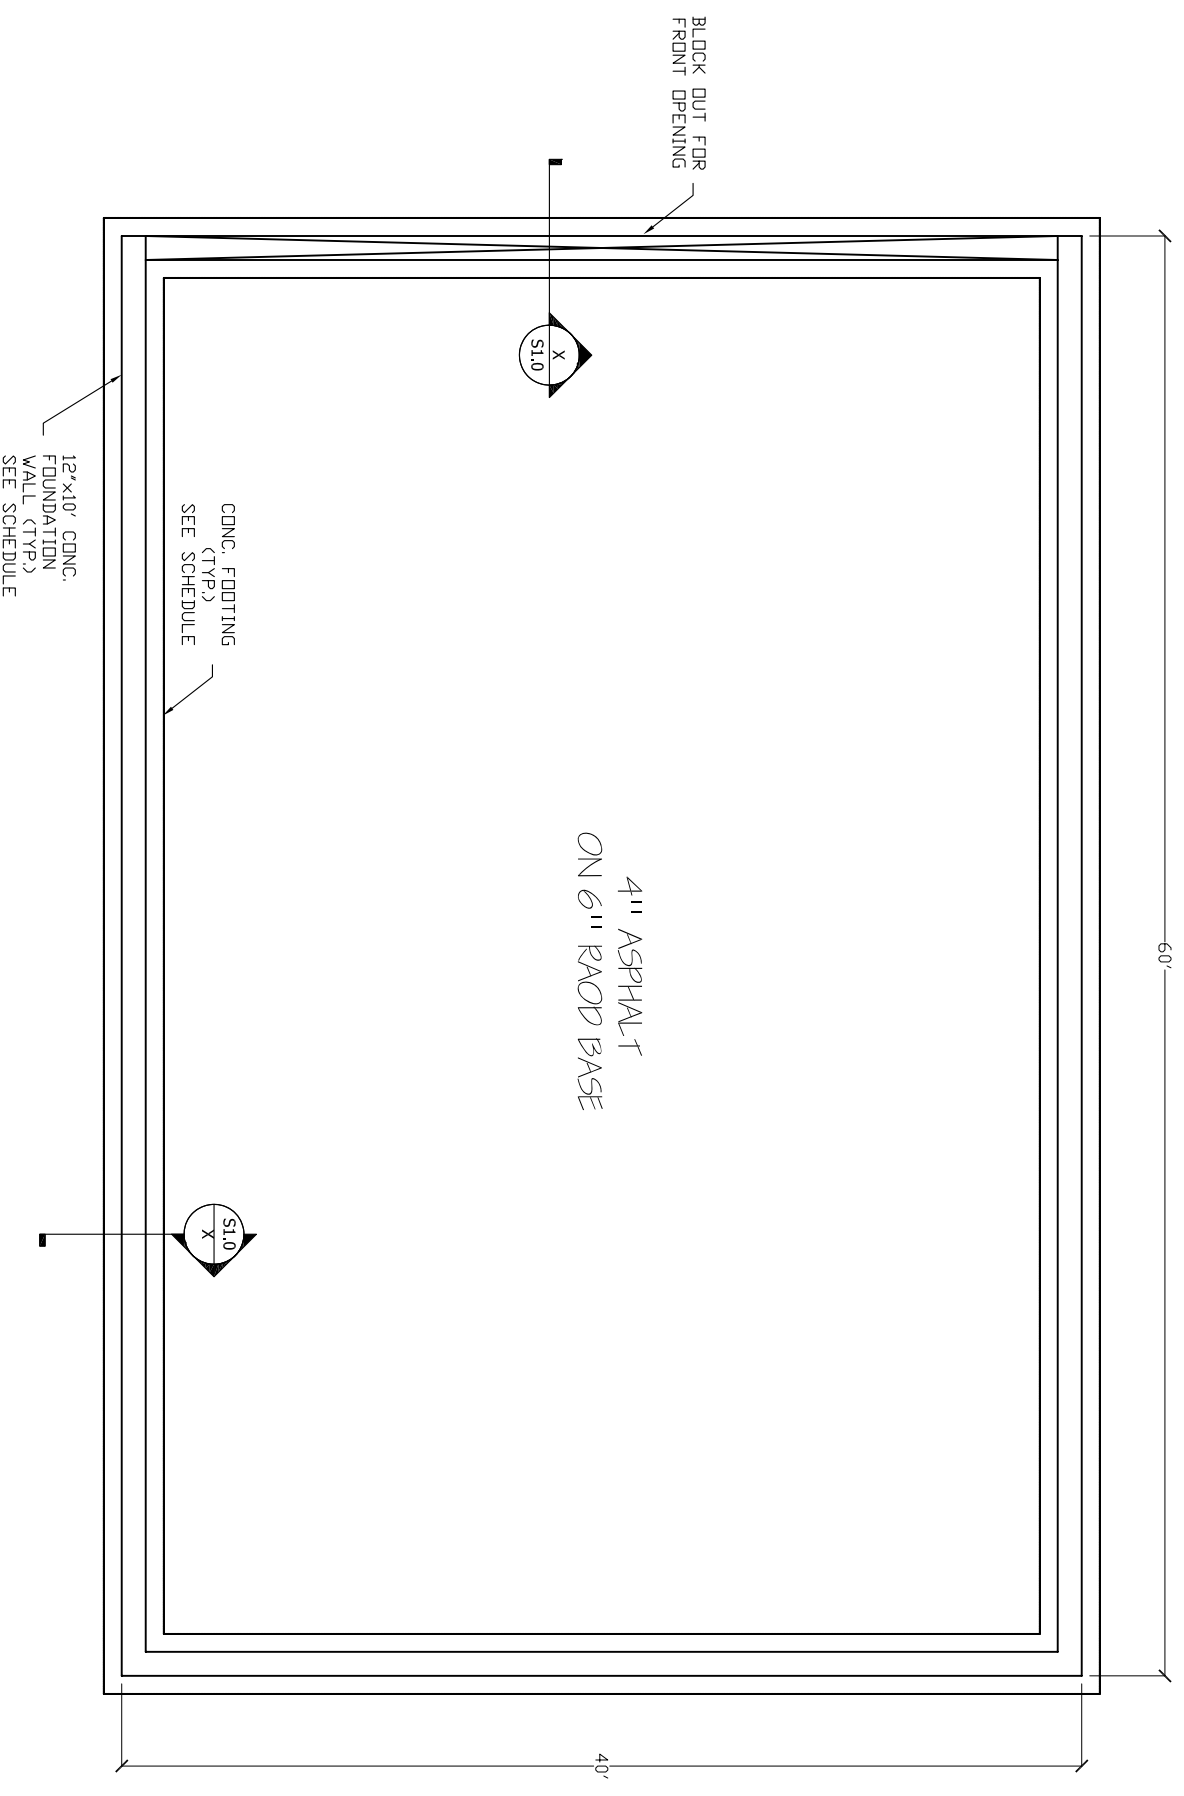 BLOCK OUT FOR
FRONT OPENING
60'
X
S1.0
4" ASPHALT
ON 6" RAOD BASE
CONC. FOOTING
(TYP.)
SEE SCHEDULE
12"x10' CONC.
FOUNDATION
WALL (TYP.)
SEE SCHEDULE
S1.0
X
40'